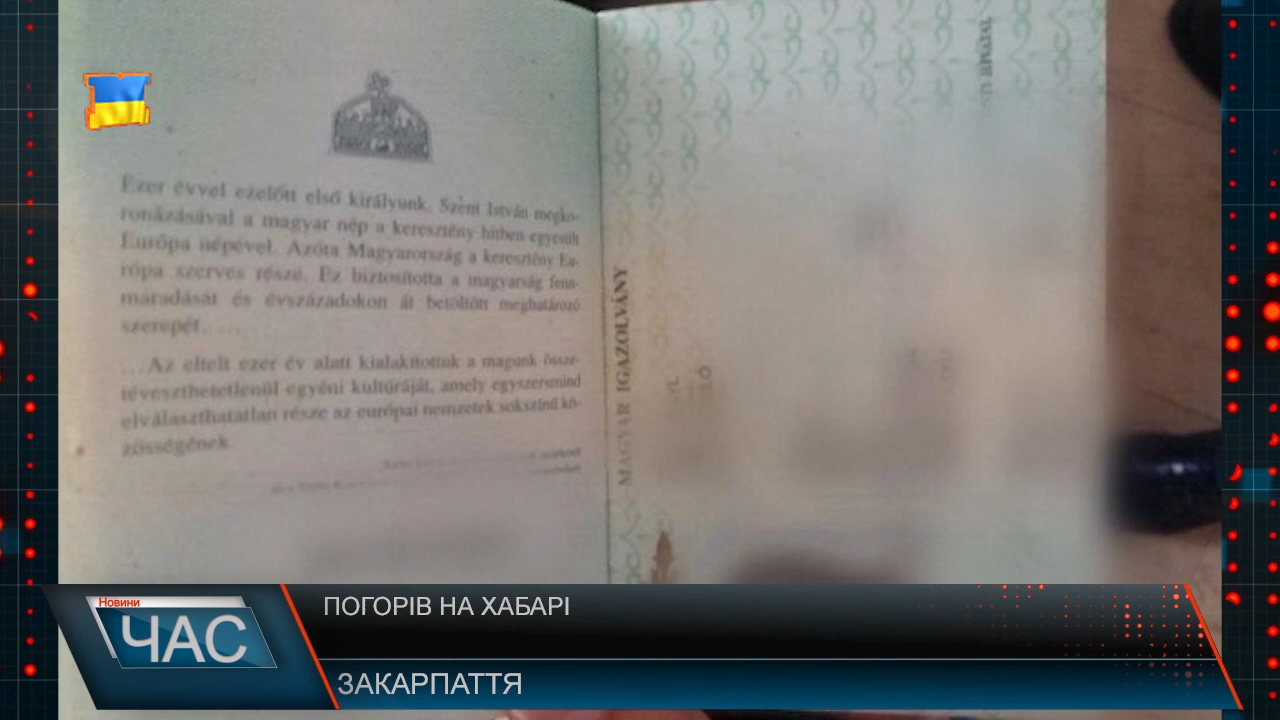 Ezer évvel ezelőtt első királyunk, Szent István megko-
ronázásával a magyar nép a keresztény hitben egyesült
Európa népével. Azóta Magyarország a keresztény Eu-
rópa szerves része. Ez biztosította a magyarság fenn-
maradását és évszázadokon át betöltött meghatározó
szerepét. ...
...Az eltelt ezer év alatt kialakítottuk a magunk össze-
téveszthetetlenül egyéni kultúráját, amely egyszersmind
elválaszthatatlan része az európai nemzetek sokszínű kö-
zösségének.
MAGYAR IGAZOLVÁNY
Новини
ЧАС
ПОГОРІВ НА ХАБАРІ
ЗАКАРПАТТЯ